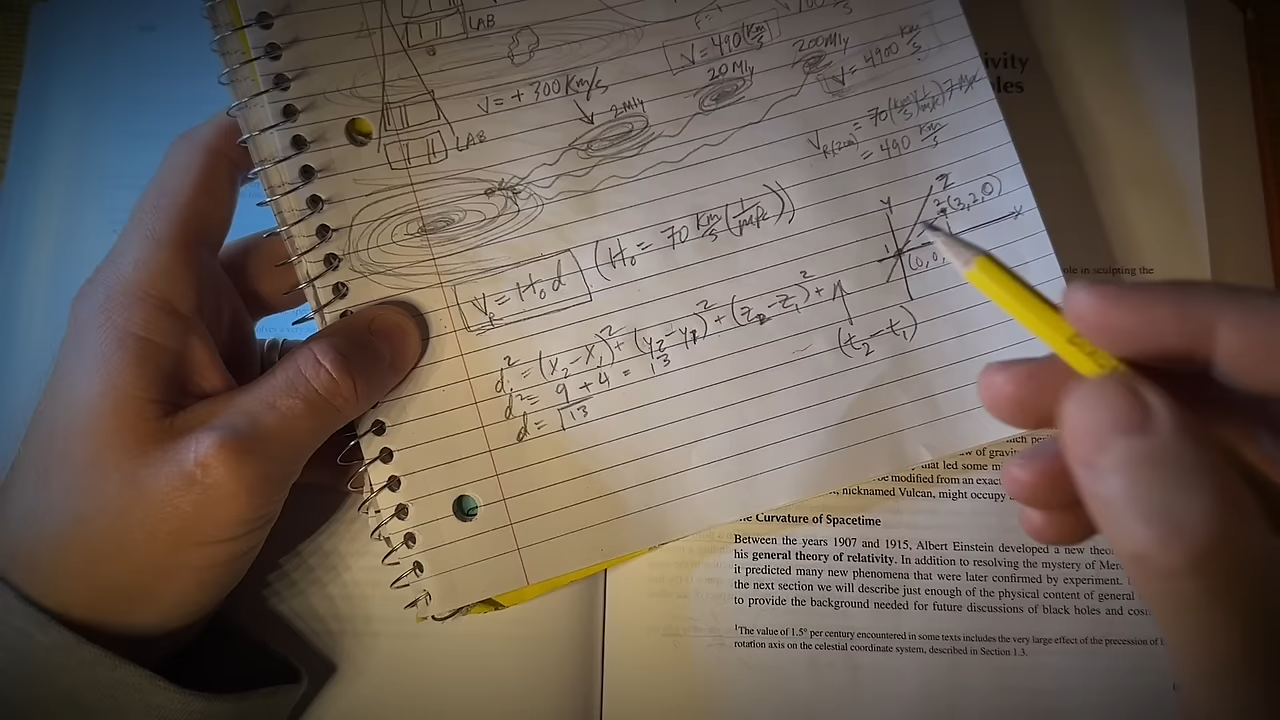 LAB
V = 490 (Km/s)
20 Mly
200Mly
V = 4900 Km/s
V = + 300 Km/s
2 Mly
LAB
= 490 Km/s
Vr = H₀d (H₀ = 70 Km/s (1/mpc))
y
z
2 (3,2,0)
x
1
(0,0,
d² = (x₂-x₁)² + (y₂-y₁)² + (z₂-z₁)² + 
(t₂-t₁)
d² = 9 + 4 = 13
d = √13
ivity
les
ole in sculpting the
law of gravi
that led some mi
be modified from an exact
, nicknamed Vulcan, might occupy
Curvature of Spacetime
Between the years 1907 and 1915, Albert Einstein developed a new
his general theory of relativity. In addition to resolving the mystery of
it predicted many new phenomena that were later confirmed by experiment.
the next section we will describe just enough of the physical content of general
to provide the background needed for future discussions of black holes and
¹The value of 1.5° per century encountered in some texts includes the very large effect of the precession of
rotation axis on the celestial coordinate system, described in Section 1.3.